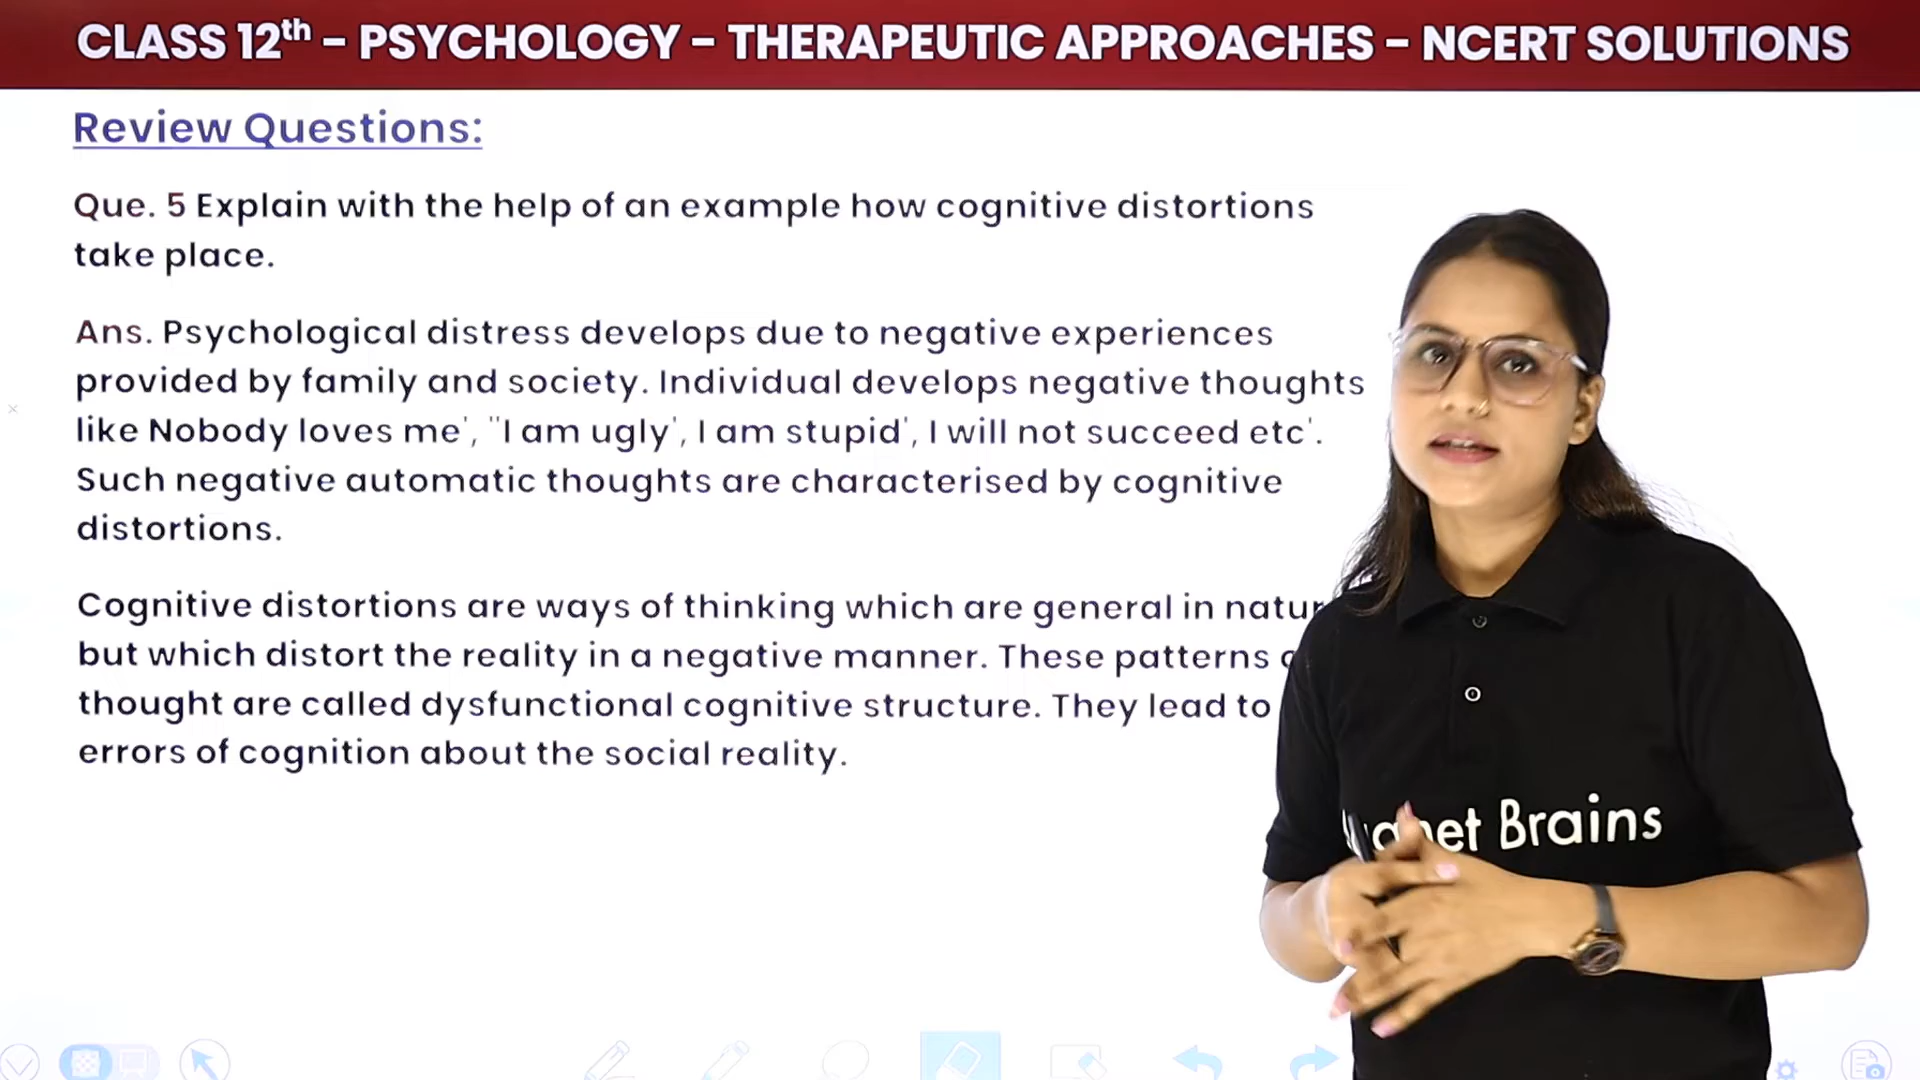 CLASS 12th - PSYCHOLOGY - THERAPEUTIC APPROACHES - NCERT SOLUTIONS
Review Questions:
Que. 5 Explain with the help of an example how cognitive distortions
take place.
Ans. Psychological distress develops due to negative experiences
provided by family and society. Individual develops negative thoughts
like Nobody loves me', ''I am ugly', I am stupid', I will not succeed etc'.
Such negative automatic thoughts are characterised by cognitive
distortions.
Cognitive distortions are ways of thinking which are general in
but which distort the reality in a negative manner. These patterns
thought are called dysfunctional cognitive structure. They lead to
errors of cognition about the social reality.
Brains